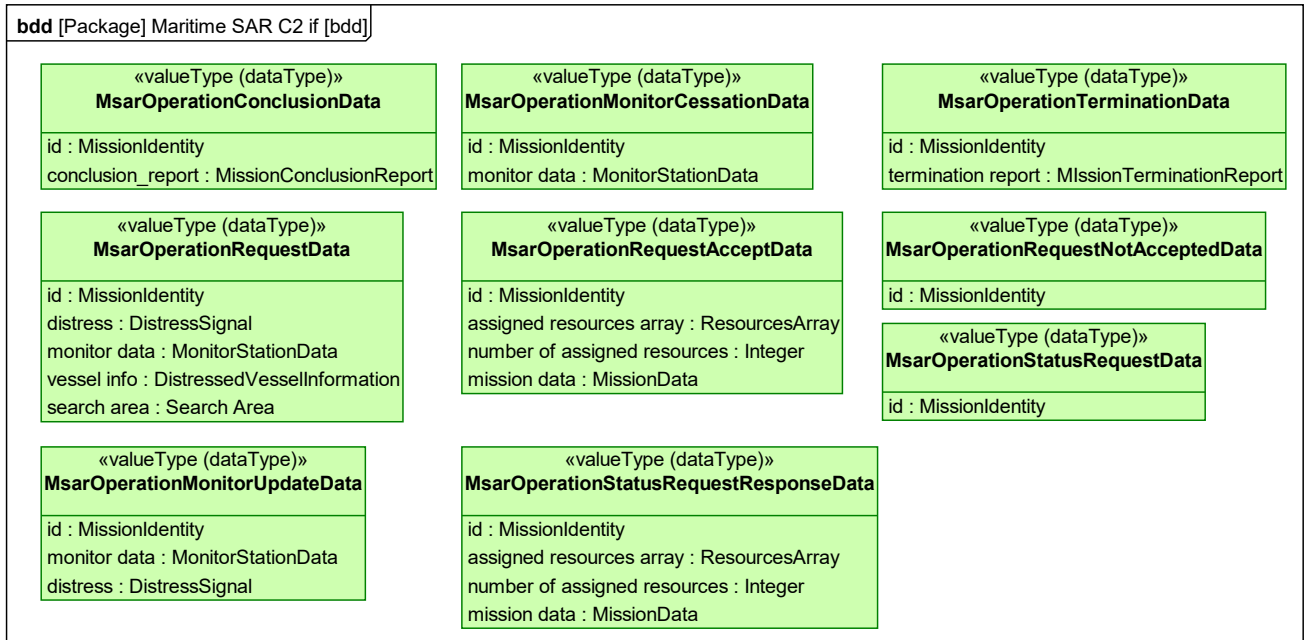 bdd [Package] Maritime SAR C2 if [bdd]
«valueType (dataType)»
MsarOperationConclusionData
id : MissionIdentity
conclusion_report : MissionConclusionReport
«valueType (dataType)»
MsarOperationMonitorCessationData
id : MissionIdentity
monitor data : MonitorStationData
«valueType (dataType)»
MsarOperationTerminationData
id : MissionIdentity
termination report : MIssionTerminationReport
«valueType (dataType)»
MsarOperationRequestData
id : MissionIdentity
distress : DistressSignal
monitor data : MonitorStationData
vessel info : DistressedVesselInformation
search area : Search Area
«valueType (dataType)»
MsarOperationRequestAcceptData
id : MissionIdentity
assigned resources array : ResourcesArray
number of assigned resources : Integer
mission data : MissionData
«valueType (dataType)»
MsarOperationRequestNotAcceptedData
id : MissionIdentity
«valueType (dataType)»
MsarOperationStatusRequestData
id : MissionIdentity
«valueType (dataType)»
MsarOperationMonitorUpdateData
id : MissionIdentity
monitor data : MonitorStationData
distress : DistressSignal
«valueType (dataType)»
MsarOperationStatusRequestResponseData
id : MissionIdentity
assigned resources array : ResourcesArray
number of assigned resources : Integer
mission data : MissionData